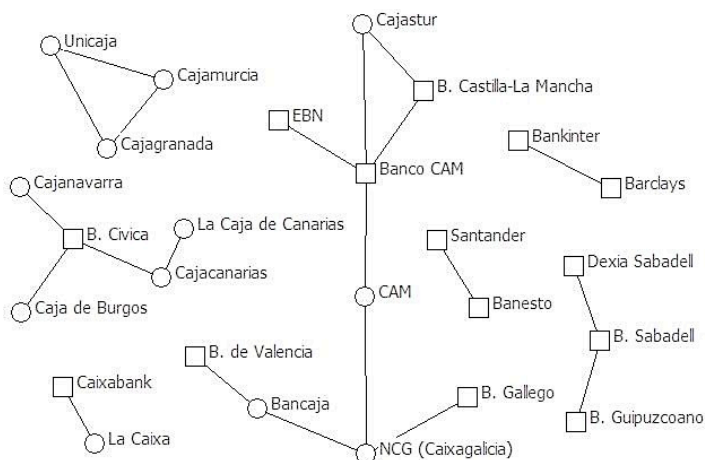 Cajastur
Unicaja
Cajamurcia
B. Castilla-La Mancha
EBN
Bankinter
Cajagranada
Banco CAM
Cajanavarra
Barclays
La Caja de Canarias
B. Civica
Santander
Dexia Sabadell
Cajacanarias
CAM
Caja de Burgos
Banesto
B. Sabadell
B. de Valencia
Caixabank
B. Gallego
Bancaja
B. Guipuzcoano
La Caixa
NCG (Caixagalicia)